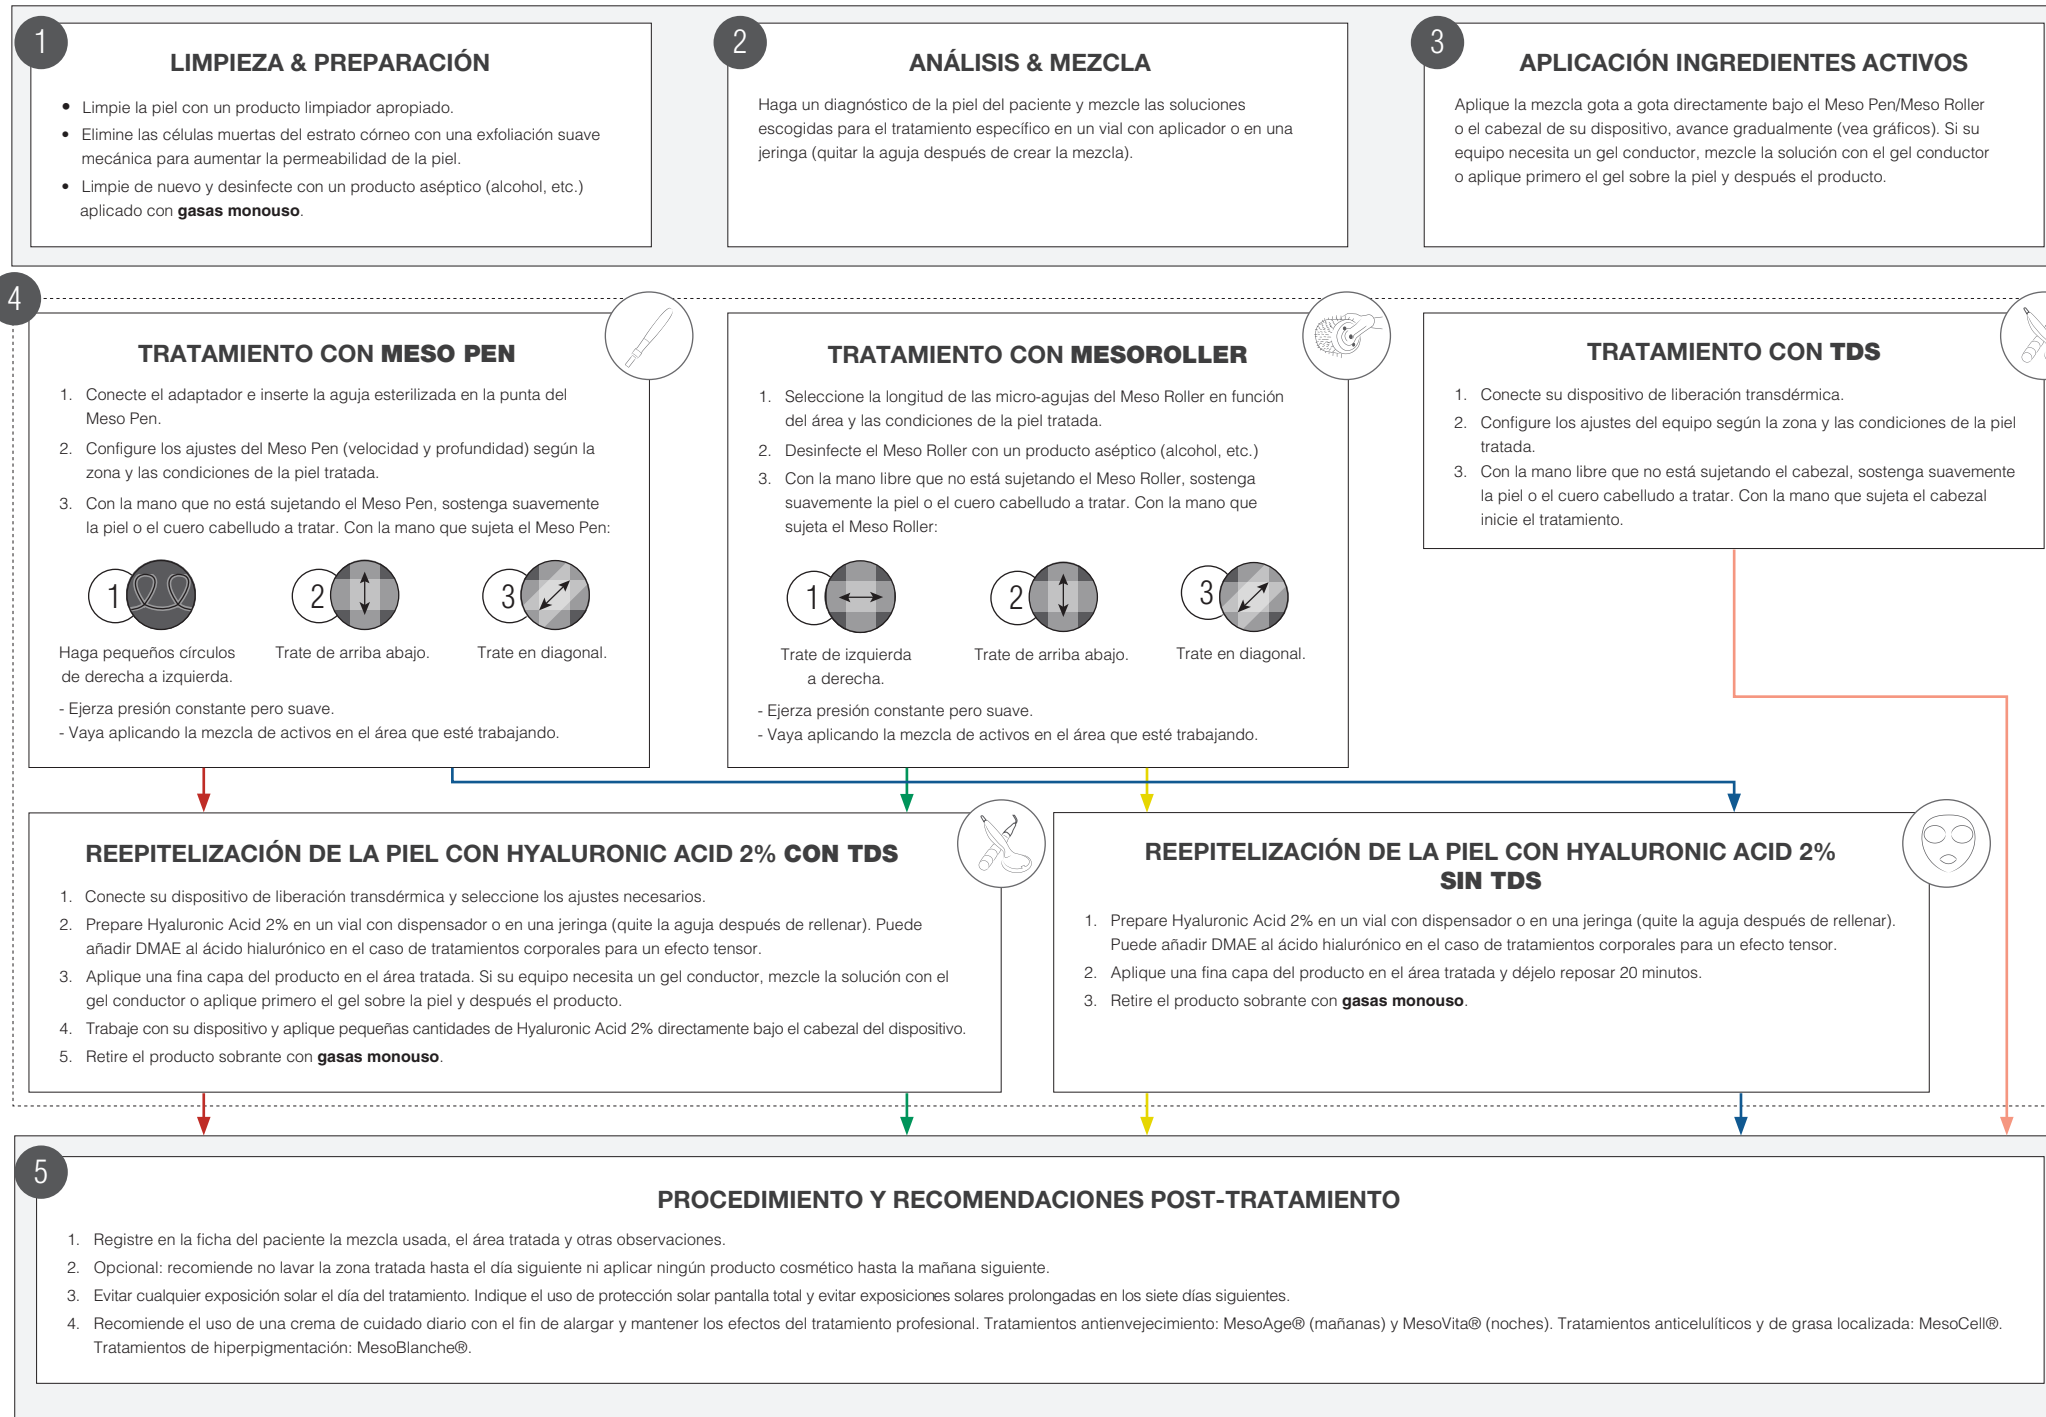 1
LIMPIEZA & PREPARACIÓN
• Limpie la piel con un producto limpiador apropiado.
• Elimine las células muertas del estrato córneo con una exfoliación suave
mecánica para aumentar la permeabilidad de la piel.
• Limpie de nuevo y desinfecte con un producto aséptico (alcohol, etc.)
aplicado con gasas monouso.
2
ANÁLISIS & MEZCLA
Haga un diagnóstico de la piel del paciente y mezcle las soluciones
escogidas para el tratamiento específico en un vial con aplicador o en una
jeringa (quitar la aguja después de crear la mezcla).
3
APLICACIÓN INGREDIENTES ACTIVOS
Aplique la mezcla gota a gota directamente bajo el Meso Pen/Meso Roller
o el cabezal de su dispositivo, avance gradualmente (vea gráficos). Si su
equipo necesita un gel conductor, mezcle la solución con el gel conductor
o aplique primero el gel sobre la piel y después el producto.
4
TRATAMIENTO CON MESO PEN
1. Conecte el adaptador e inserte la aguja esterilizada en la punta del
Meso Pen.
2. Configure los ajustes del Meso Pen (velocidad y profundidad) según la
zona y las condiciones de la piel tratada.
3. Con la mano que no está sujetando el Meso Pen, sostenga suavemente
la piel o el cuero cabelludo a tratar. Con la mano que sujeta el Meso Pen:
1
Haga pequeños círculos
de derecha a izquierda.
2
Trate de arriba abajo.
3
Trate en diagonal.
- Ejerza presión constante pero suave.
- Vaya aplicando la mezcla de activos en el área que esté trabajando.
TRATAMIENTO CON MESOROLLER
1. Seleccione la longitud de las micro-agujas del Meso Roller en función
del área y las condiciones de la piel tratada.
2. Desinfecte el Meso Roller con un producto aséptico (alcohol, etc.)
3. Con la mano libre que no está sujetando el Meso Roller, sostenga
suavemente la piel o el cuero cabelludo a tratar. Con la mano que
sujeta el Meso Roller:
1
Trate de izquierda
a derecha.
2
Trate de arriba abajo.
3
Trate en diagonal.
- Ejerza presión constante pero suave.
- Vaya aplicando la mezcla de activos en el área que esté trabajando.
TRATAMIENTO CON TDS
1. Conecte su dispositivo de liberación transdérmica.
2. Configure los ajustes del equipo según la zona y las condiciones de la piel
tratada.
3. Con la mano libre que no está sujetando el cabezal, sostenga suavemente
la piel o el cuero cabelludo a tratar. Con la mano que sujeta el cabezal
inicie el tratamiento.
REEPITELIZACIÓN DE LA PIEL CON HYALURONIC ACID 2% CON TDS
1. Conecte su dispositivo de liberación transdérmica y seleccione los ajustes necesarios.
2. Prepare Hyaluronic Acid 2% en un vial con dispensador o en una jeringa (quite la aguja después de rellenar). Puede
añadir DMAE al ácido hialurónico en el caso de tratamientos corporales para un efecto tensor.
3. Aplique una fina capa del producto en el área tratada. Si su equipo necesita un gel conductor, mezcle la solución con el
gel conductor o aplique primero el gel sobre la piel y después el producto.
4. Trabaje con su dispositivo y aplique pequeñas cantidades de Hyaluronic Acid 2% directamente bajo el cabezal del dispositivo.
5. Retire el producto sobrante con gasas monouso.
REEPITELIZACIÓN DE LA PIEL CON HYALURONIC ACID 2%
SIN TDS
1. Prepare Hyaluronic Acid 2% en un vial con dispensador o en una jeringa (quite la aguja después de rellenar).
Puede añadir DMAE al ácido hialurónico en el caso de tratamientos corporales para un efecto tensor.
2. Aplique una fina capa del producto en el área tratada y déjelo reposar 20 minutos.
3. Retire el producto sobrante con gasas monouso.
5
PROCEDIMIENTO Y RECOMENDACIONES POST-TRATAMIENTO
1. Registre en la ficha del paciente la mezcla usada, el área tratada y otras observaciones.
2. Opcional: recomiende no lavar la zona tratada hasta el día siguiente ni aplicar ningún producto cosmético hasta la mañana siguiente.
3. Evitar cualquier exposición solar el día del tratamiento. Indique el uso de protección solar pantalla total y evitar exposiciones solares prolongadas en los siete días siguientes.
4. Recomiende el uso de una crema de cuidado diario con el fin de alargar y mantener los efectos del tratamiento profesional. Tratamientos antienvejecimiento: MesoAge® (mañanas) y MesoVita® (noches). Tratamientos anticelulíticos y de grasa localizada: MesoCell®.
Tratamientos de hiperpigmentación: MesoBlanche®.